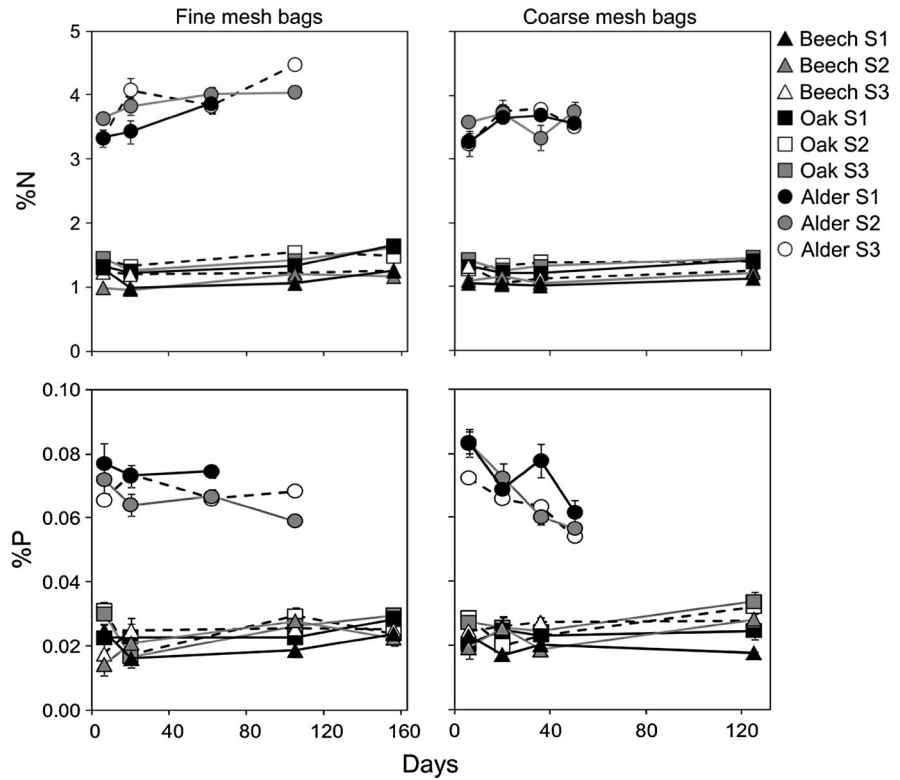 Fine mesh bags
Coarse mesh bags
5
4
3
2
1
0
%N
Beech S1
Beech S2
Beech S3
Oak S1
Oak S2
Oak S3
Alder S1
Alder S2
Alder S3
0.10
0.08
0.06
0.04
0.02
0.00
%P
0 40 80 120 160
0 40 80 120
Days